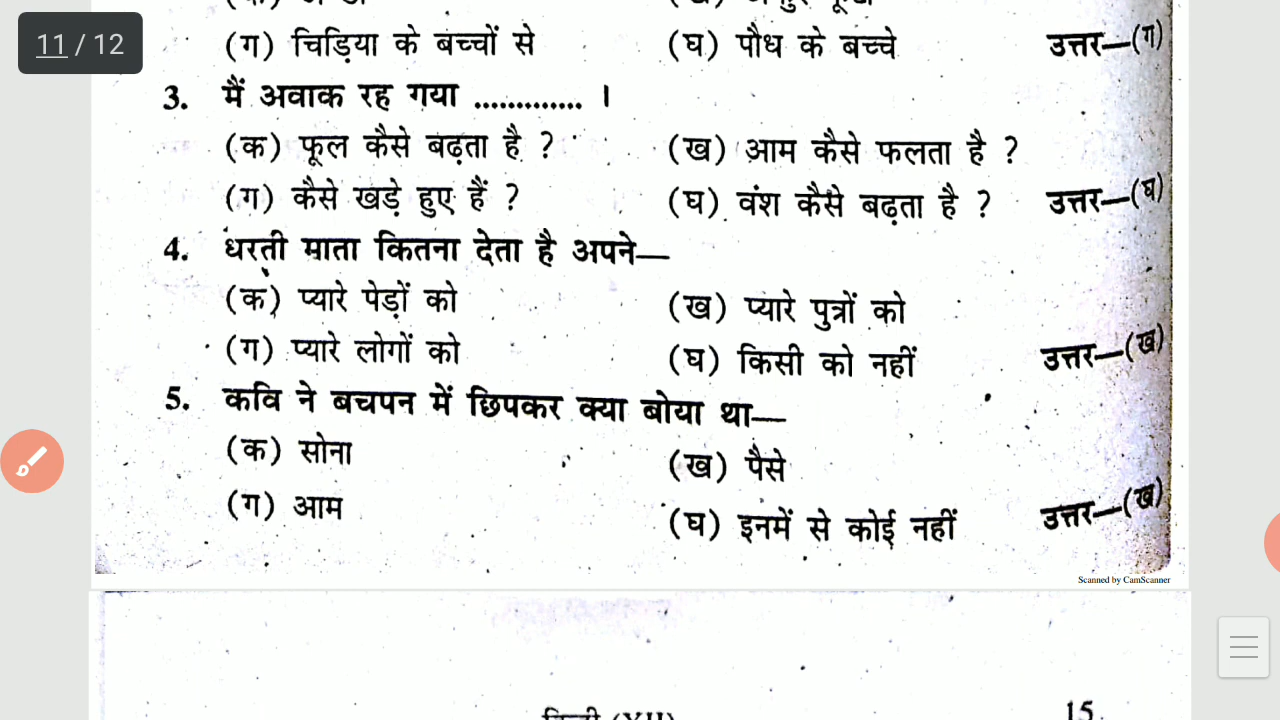 11 / 12
(ग) चिड़िया के बच्चों से (घ) पौध के बच्चे उत्तर—(ग)
3. मैं अवाक रह गया ............. ।
(क) फूल कैसे बढ़ता है ? (ख) आम कैसे फलता है ?
(ग) कैसे खड़े हुए हैं ? (घ) वंश कैसे बढ़ता है ? उत्तर—(घ)
4. धरती माता कितना देता है अपने—
(क) प्यारे पेड़ों को (ख) प्यारे पुत्रों को
(ग) प्यारे लोगों को (घ) किसी को नहीं उत्तर—(ख)
5. कवि ने बचपन में छिपकर क्या बोया था—
(क) सोना (ख) पैसे
(ग) आम (घ) इनमें से कोई नहीं उत्तर—(ख)
Scanned by CamScanner
15